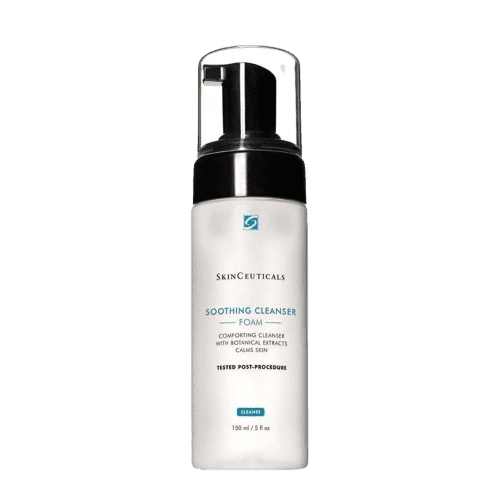 SKINCEUTICALS
SOOTHING CLEANSER
FOAM
COMFORTING CLEANSER
WITH BOTANICAL EXTRACTS
CALMS SKIN
TESTED POST-PROCEDURE
CLEANSE
150 ml / 5 fl oz